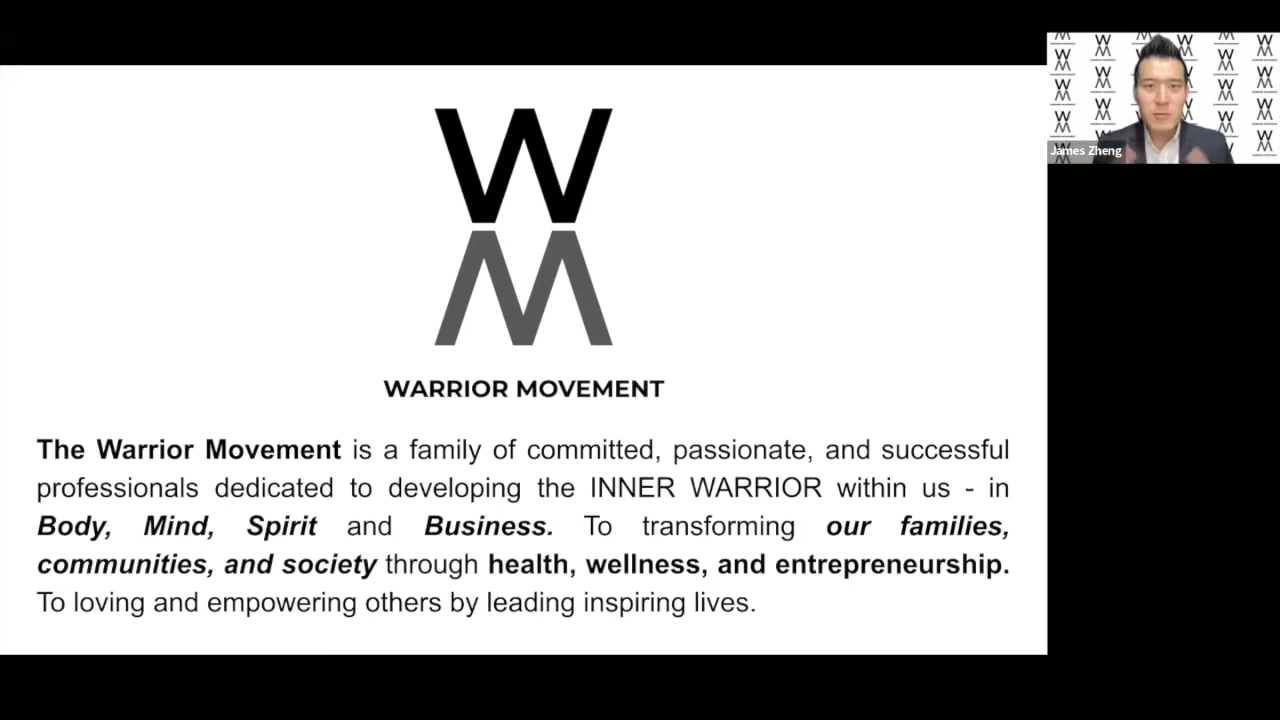 W
M
WARRIOR MOVEMENT
The Warrior Movement is a family of committed, passionate, and successful
professionals dedicated to developing the INNER WARRIOR within us - in
Body, Mind, Spirit and Business. To transforming our families,
communities, and society through health, wellness, and entrepreneurship.
To loving and empowering others by leading inspiring lives.
James Zheng